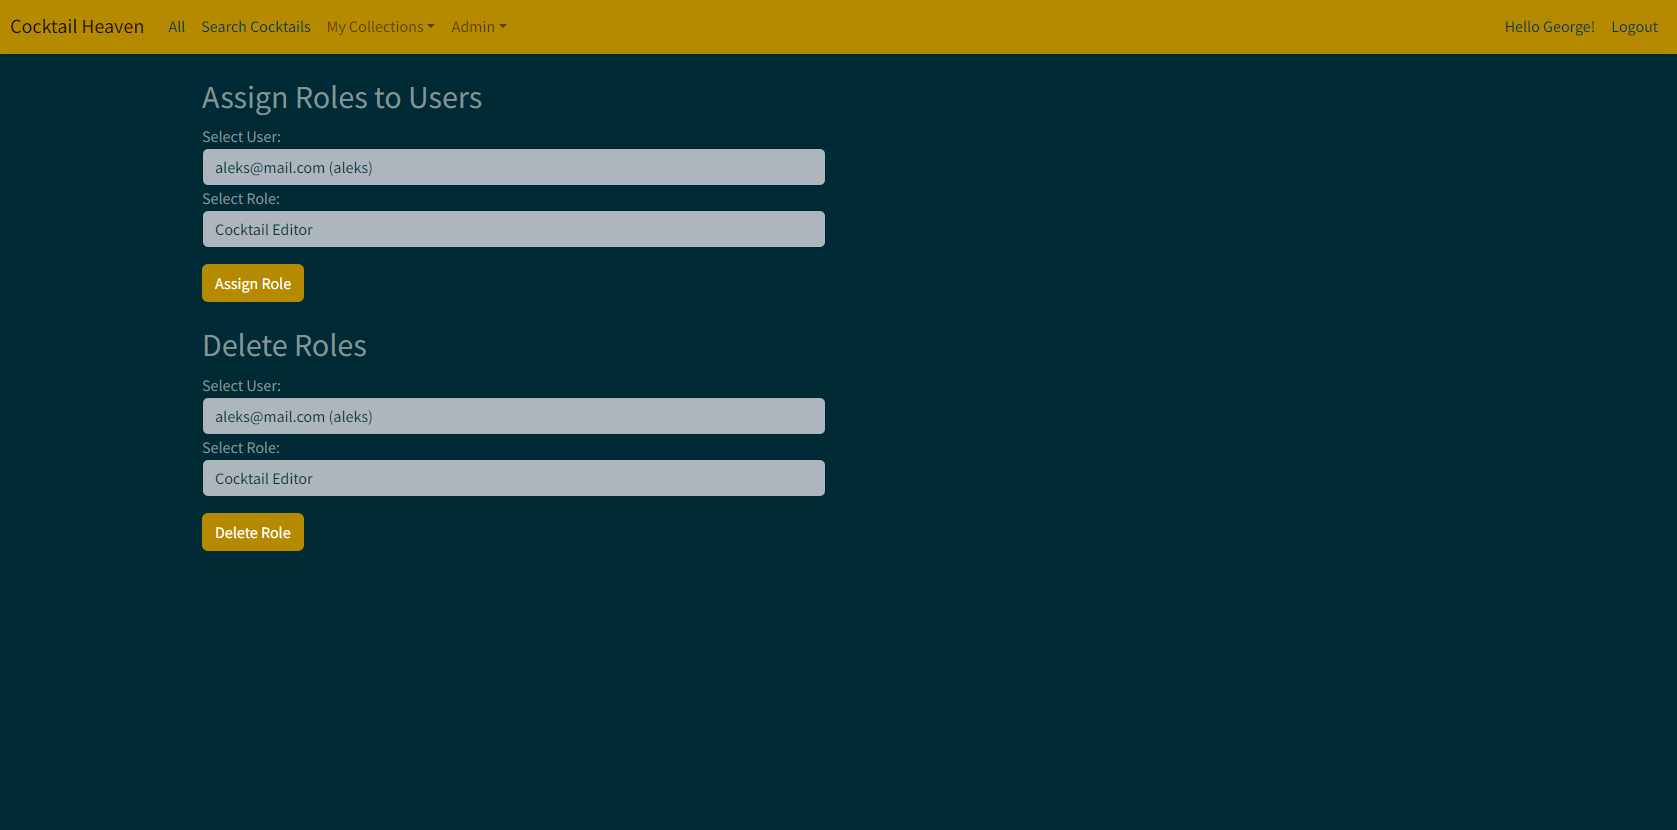 Cocktail Heaven All Search Cocktails My Collections Admin Hello George! Logout
Assign Roles to Users
Select User:
aleks@mail.com (aleks)
Select Role:
Cocktail Editor
Assign Role
Delete Roles
Select User:
aleks@mail.com (aleks)
Select Role:
Cocktail Editor
Delete Role